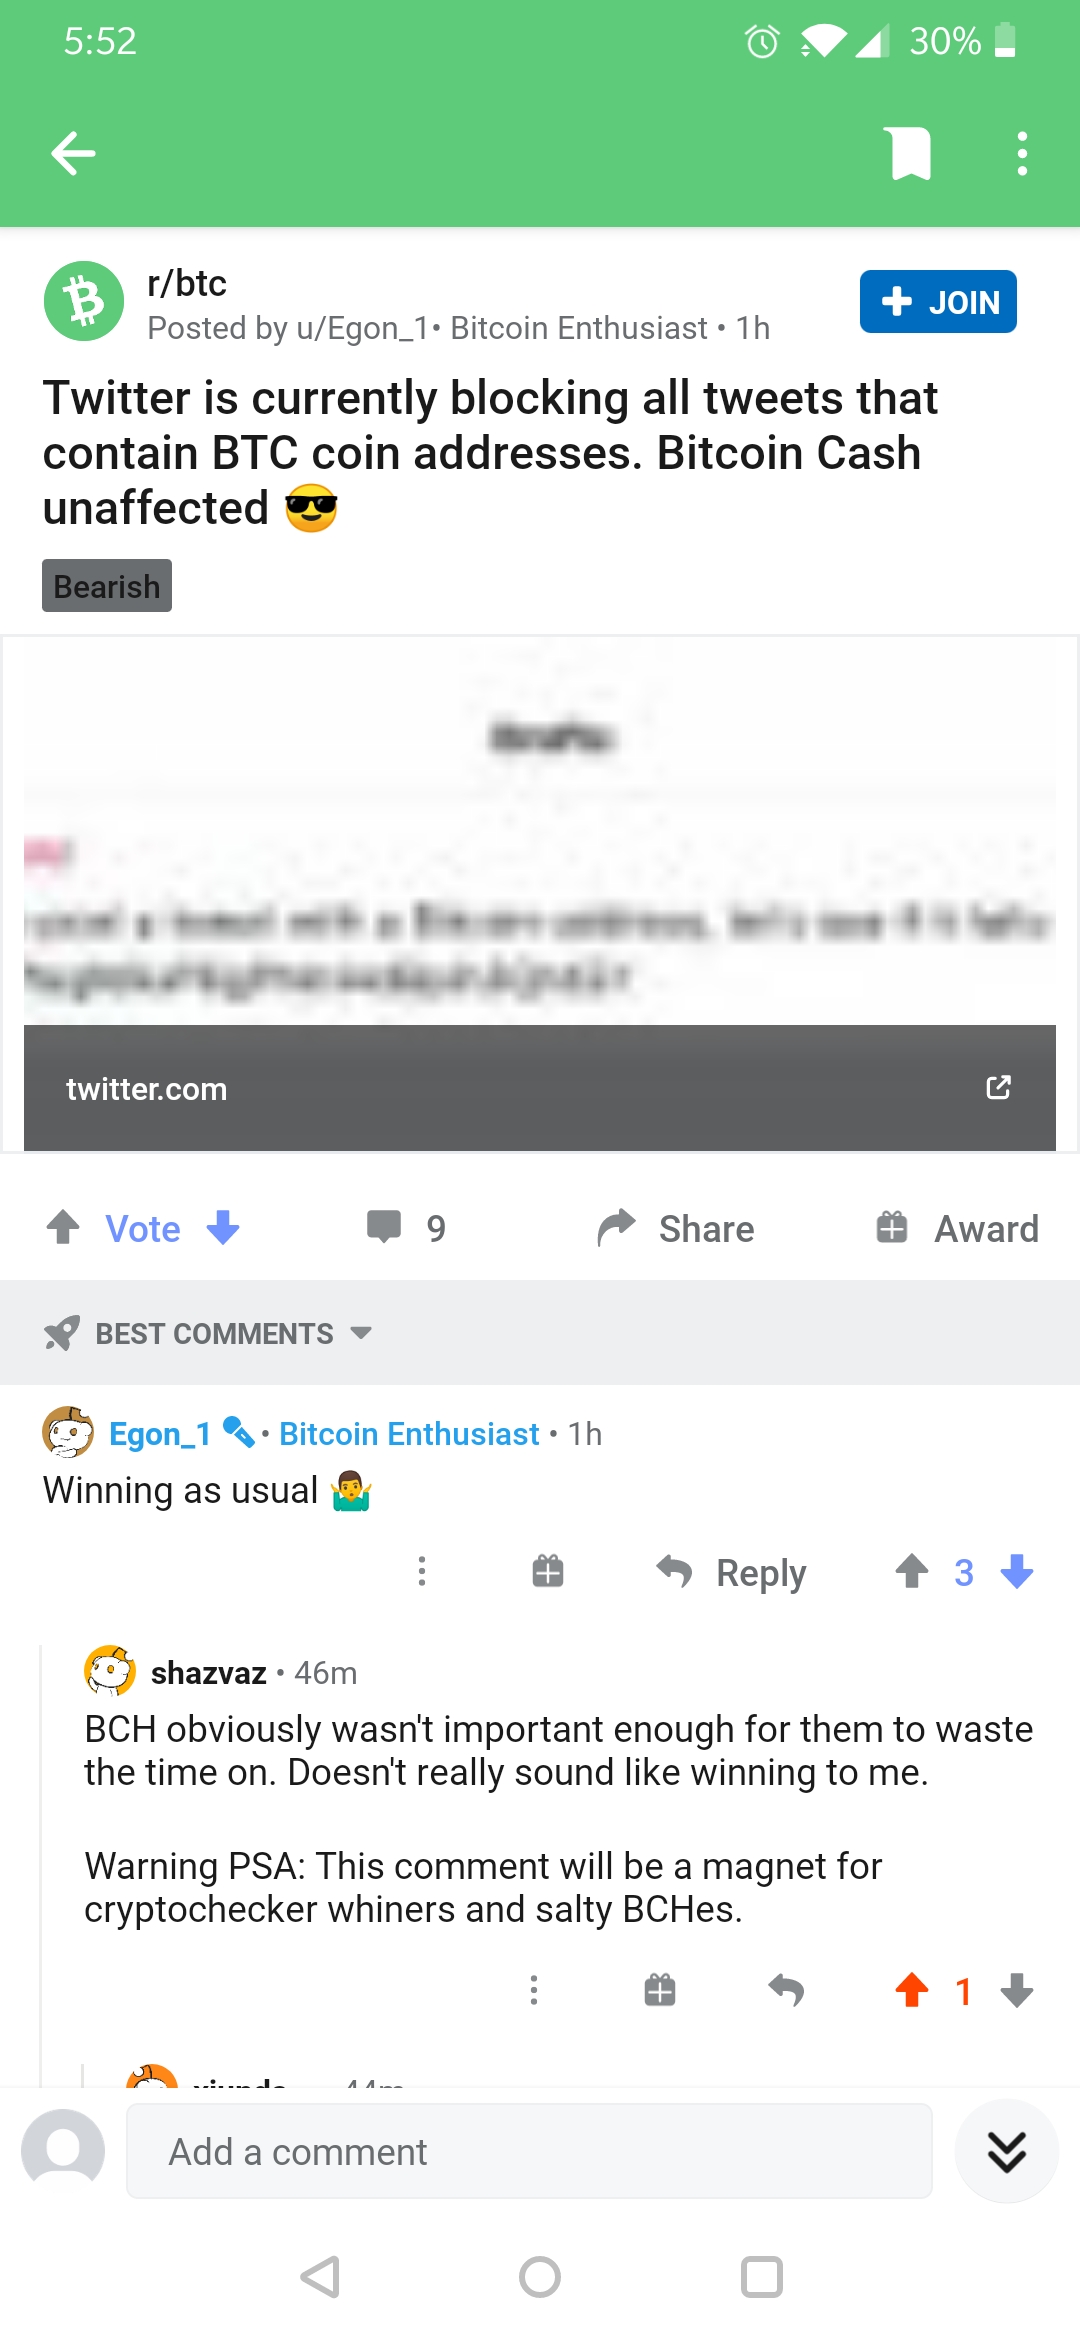 5:52
30%
r/btc
JOIN
Posted by u/Egon_1• Bitcoin Enthusiast • 1h
Twitter is currently blocking all tweets that
contain BTC coin addresses. Bitcoin Cash
unaffected 😎
Bearish
twitter.com
Vote
9
Share
Award
BEST COMMENTS
Egon_1 • Bitcoin Enthusiast • 1h
Winning as usual 🤷‍♂️
Reply
3
shazvaz • 46m
BCH obviously wasn't important enough for them to waste
the time on. Doesn't really sound like winning to me.
Warning PSA: This comment will be a magnet for
cryptochecker whiners and salty BCHes.
1
Add a comment